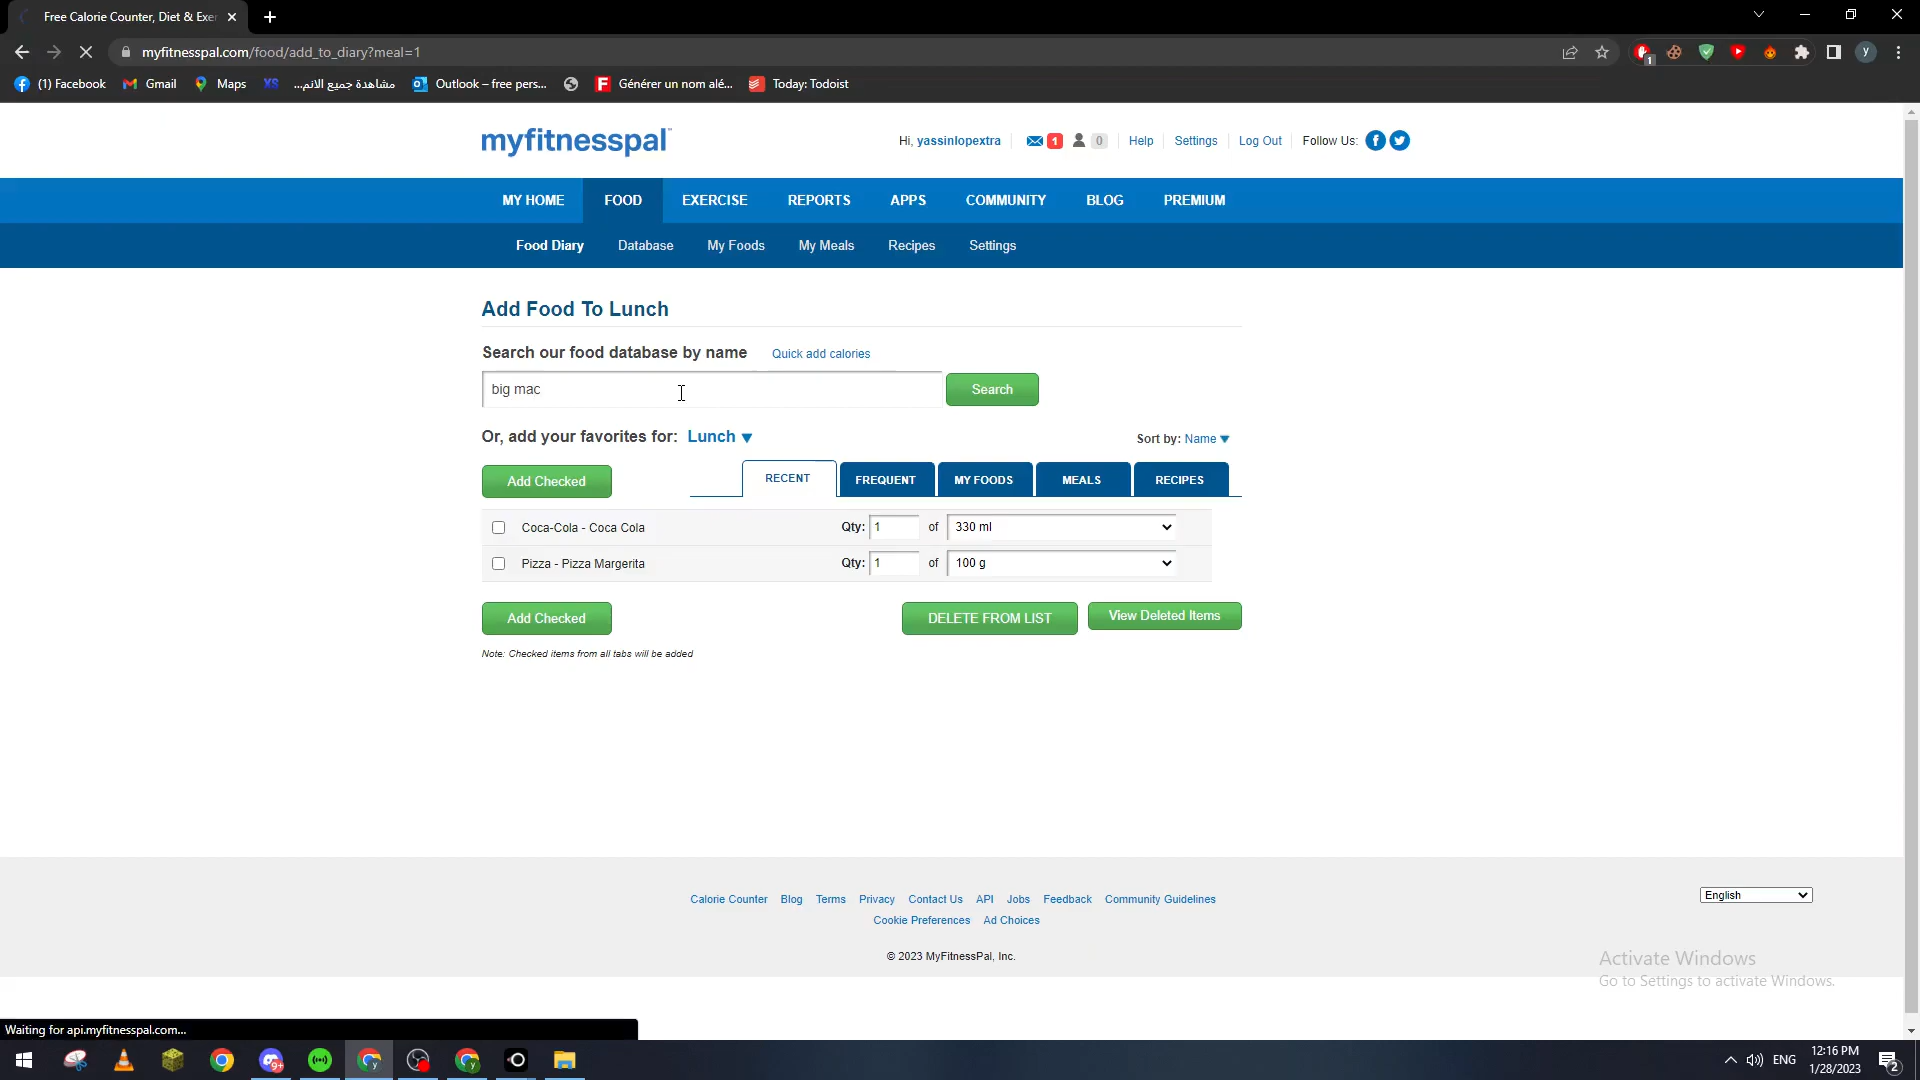 Free Calorie Counter, Diet & Exer
myfitnesspal.com/food/add_to_diary?meal=1
1
y
(1) Facebook
Gmail
Maps
XS
مشاهدة جميع الانم...
Outlook – free pers...
F
Générer un nom alé...
Today: Todoist
myfitnesspal
Hi, yassinlopextra
1
0
Help
Settings
Log Out
Follow Us:
MY HOME
FOOD
EXERCISE
REPORTS
APPS
COMMUNITY
BLOG
PREMIUM
Food Diary
Database
My Foods
My Meals
Recipes
Settings
Add Food To Lunch
Search our food database by name
Quick add calories
big mac
Search
Or, add your favorites for: Lunch
Sort by: Name
Add Checked
RECENT
FREQUENT
MY FOODS
MEALS
RECIPES
Coca-Cola - Coca Cola
Qty: 1 of 330 ml
Pizza - Pizza Margerita
Qty: 1 of 100 g
Add Checked
DELETE FROM LIST
View Deleted Items
Note: Checked items from all tabs will be added
Calorie Counter
Blog
Terms
Privacy
Contact Us
API
Jobs
Feedback
Community Guidelines
Cookie Preferences
Ad Choices
English
© 2023 MyFitnessPal, Inc.
Activate Windows
Go to Settings to activate Windows.
Waiting for api.myfitnesspal.com...
9+
y
y
ENG
12:16 PM
1/28/2023
2